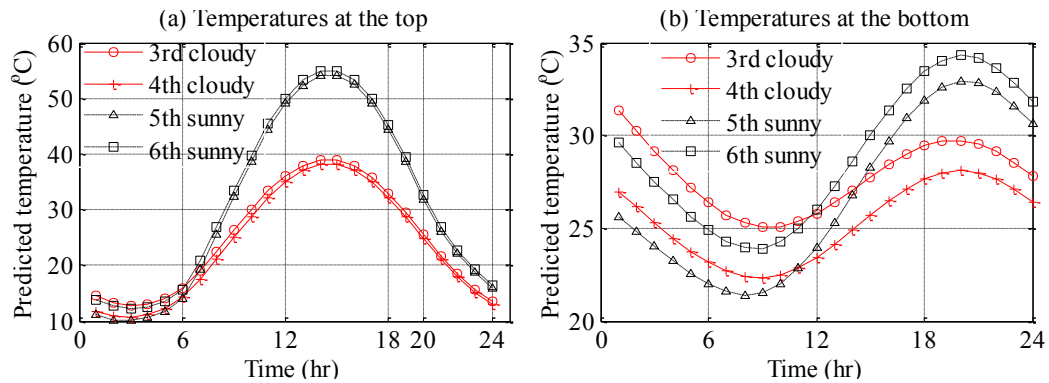 (a) Temperatures at the top
Predicted temperature (⁰C)
60
50
40
30
20
10
3rd cloudy
4th cloudy
5th sunny
6th sunny
0 6 12 18 20 24
Time (hr)
(b) Temperatures at the bottom
Predicted temperature (⁰C)
35
30
25
20
3rd cloudy
4th cloudy
5th sunny
6th sunny
0 6 12 18 24
Time (hr)